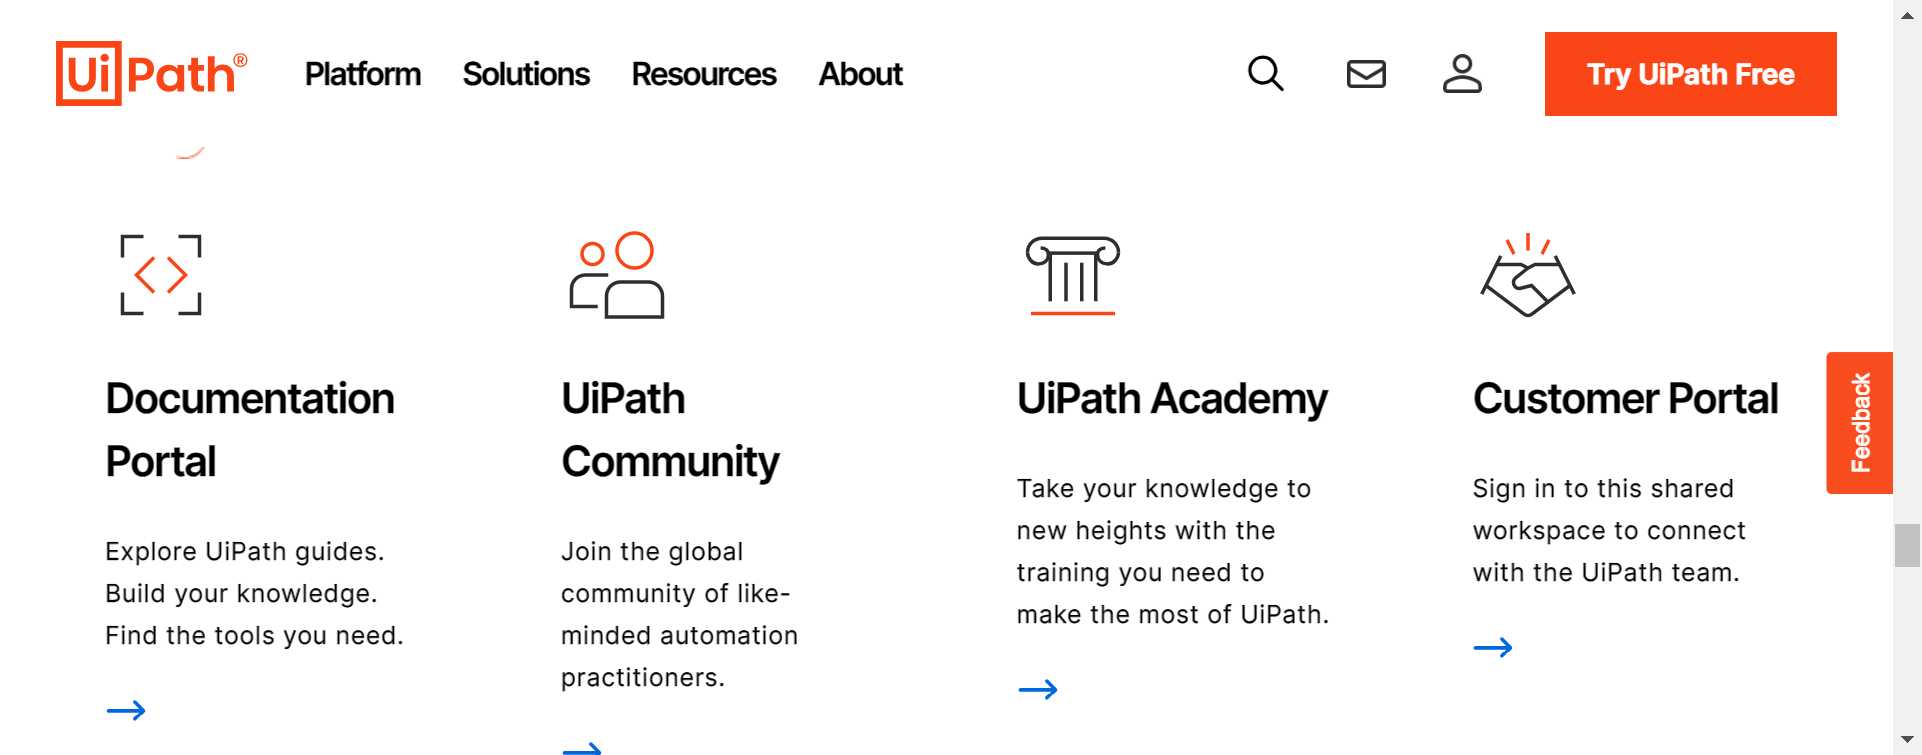 UiPath®
Platform
Solutions
Resources
About
Try UiPath Free
Documentation
Portal
Explore UiPath guides.
Build your knowledge.
Find the tools you need.
UiPath
Community
Join the global
community of like-
minded automation
practitioners.
UiPath Academy
Take your knowledge to
new heights with the
training you need to
make the most of UiPath.
Customer Portal
Sign in to this shared
workspace to connect
with the UiPath team.
Feedback